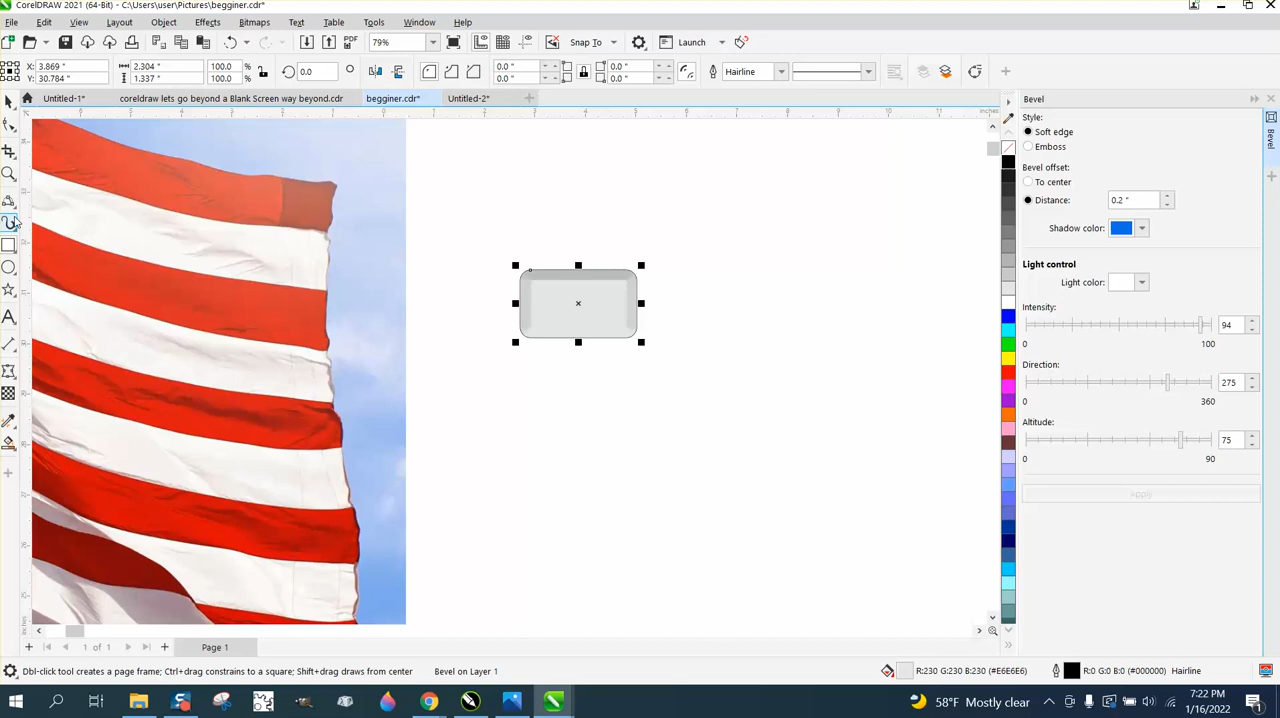 CorelDRAW 2021 (64-Bit) - C:\Users\user\Pictures\begginer.cdr*
File Edit View Layout Object Effects Bitmaps Text Table Tools Window Help
79% PDF Snap To Launch
X: 3.869 " 2.304 " 100.0 % 0.0 ° 0.0 " 0.0 " Hairline
Y: 30.784 " 1.337 " 100.0 % 0.0 " 0.0 "
Untitled-1* coreldraw lets go beyond a Blank Screen way beyond.cdr begginer.cdr* Untitled-2*
Bevel
Style:
Soft edge
Emboss
Bevel offset:
To center
Distance: 0.2 "
Shadow color:
Light control
Light color:
Intensity:
94
0 100
Direction:
275
0 360
Altitude:
75
0 90
Apply
Bevel
inches
1 of 1 Page 1
Dbl-click tool creates a page frame; Ctrl+drag constrains to a square; Shift+drag draws from center Bevel on Layer 1 R:230 G:230 B:230 (#E6E6E6) R:0 G:0 B:0 (#000000) Hairline
58°F Mostly clear 7:22 PM
1/16/2022